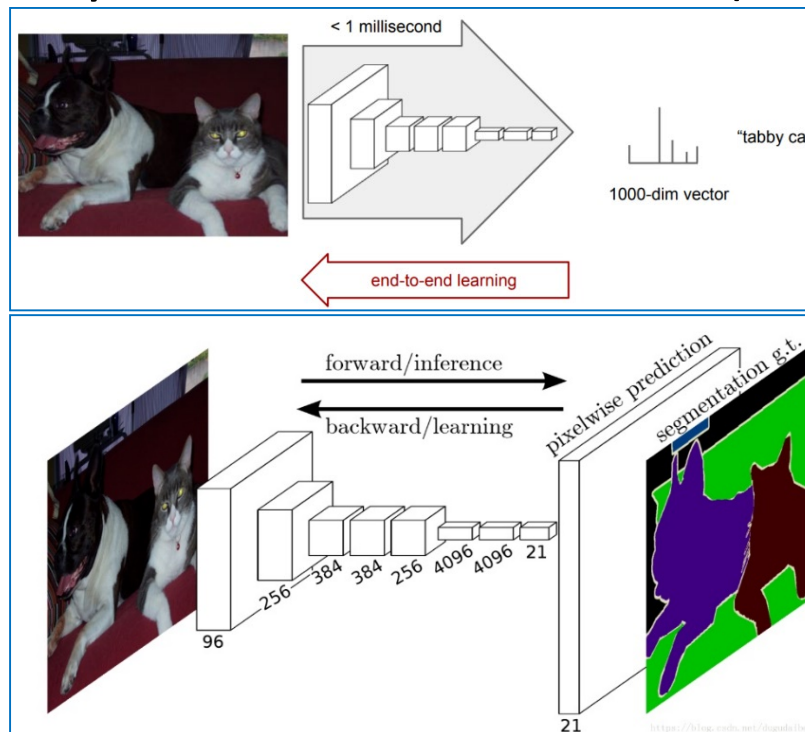 < 1 millisecond
"tabby ca
1000-dim vector
end-to-end learning
forward/inference
backward/learning
pixelwise prediction
segmentation g.t.
96
256
384
384
256
4096
4096
21
21